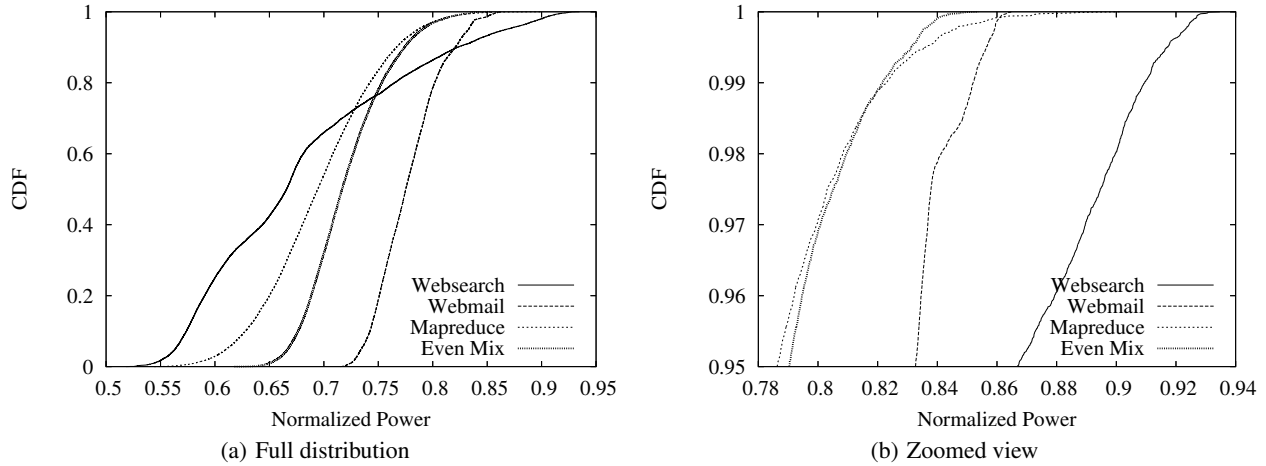 1
0.8
0.6
0.4
0.2
0
CDF
0.5 0.55 0.6 0.65 0.7 0.75 0.8 0.85 0.9 0.95
Normalized Power
Websearch
Webmail
Mapreduce
Even Mix
(a) Full distribution
1
0.99
0.98
0.97
0.96
0.95
CDF
0.78 0.8 0.82 0.84 0.86 0.88 0.9 0.92 0.94
Normalized Power
Websearch
Webmail
Mapreduce
Even Mix
(b) Zoomed view